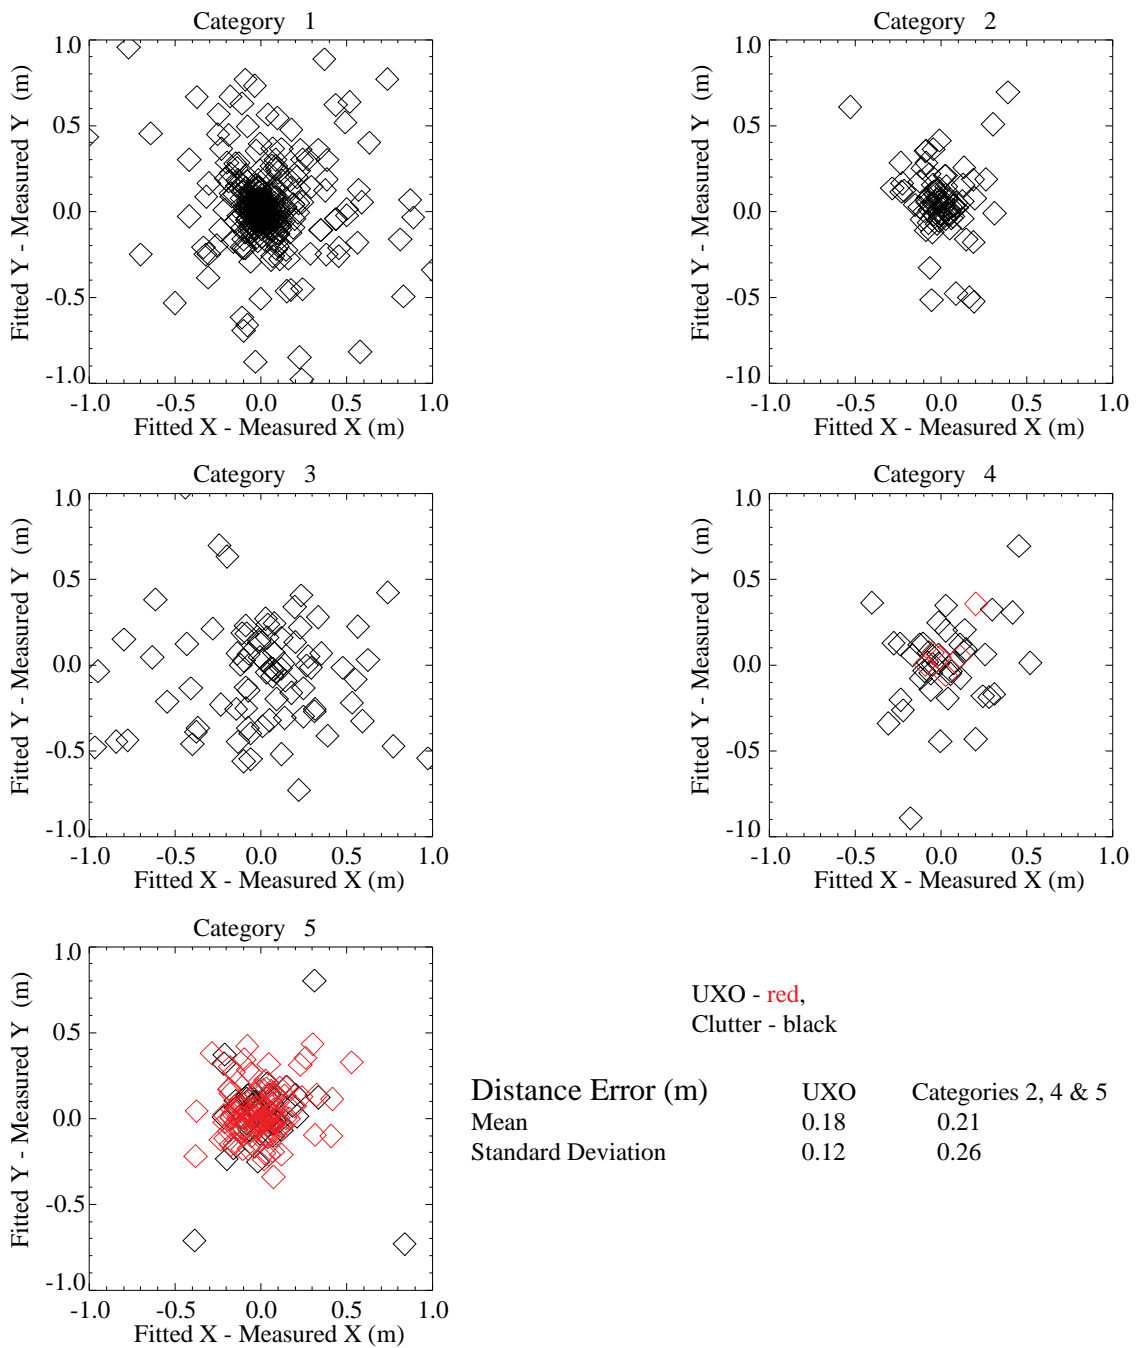 Category 1
1.0
0.5
0.0
-0.5
-1.0
-1.0 -0.5 0.0 0.5 1.0
Fitted X - Measured X (m)
Fitted Y - Measured Y (m)
Category 2
1.0
0.5
0.0
-05
-10
-1.0 -0.5 0.0 0.5 1.0
Fitted X - Measured X (m)
Fitted Y - Measured Y (m)
Category 3
1.0
0.5
0.0
-0.5
-1.0
-1.0 -0.5 0.0 0.5 1.0
Fitted X - Measured X (m)
Fitted Y - Measured Y (m)
Category 4
1.0
0.5
0.0
-05
-10
-1.0 -0.5 0.0 0.5 1.0
Fitted X - Measured X (m)
Fitted Y - Measured Y (m)
Category 5
1.0
0.5
0.0
-0.5
-1.0
-1.0 -0.5 0.0 0.5 1.0
Fitted X - Measured X (m)
Fitted Y - Measured Y (m)
UXO - red,
Clutter - black
Distance Error (m) UXO Categories 2, 4 & 5
Mean 0.18 0.21
Standard Deviation 0.12 0.26